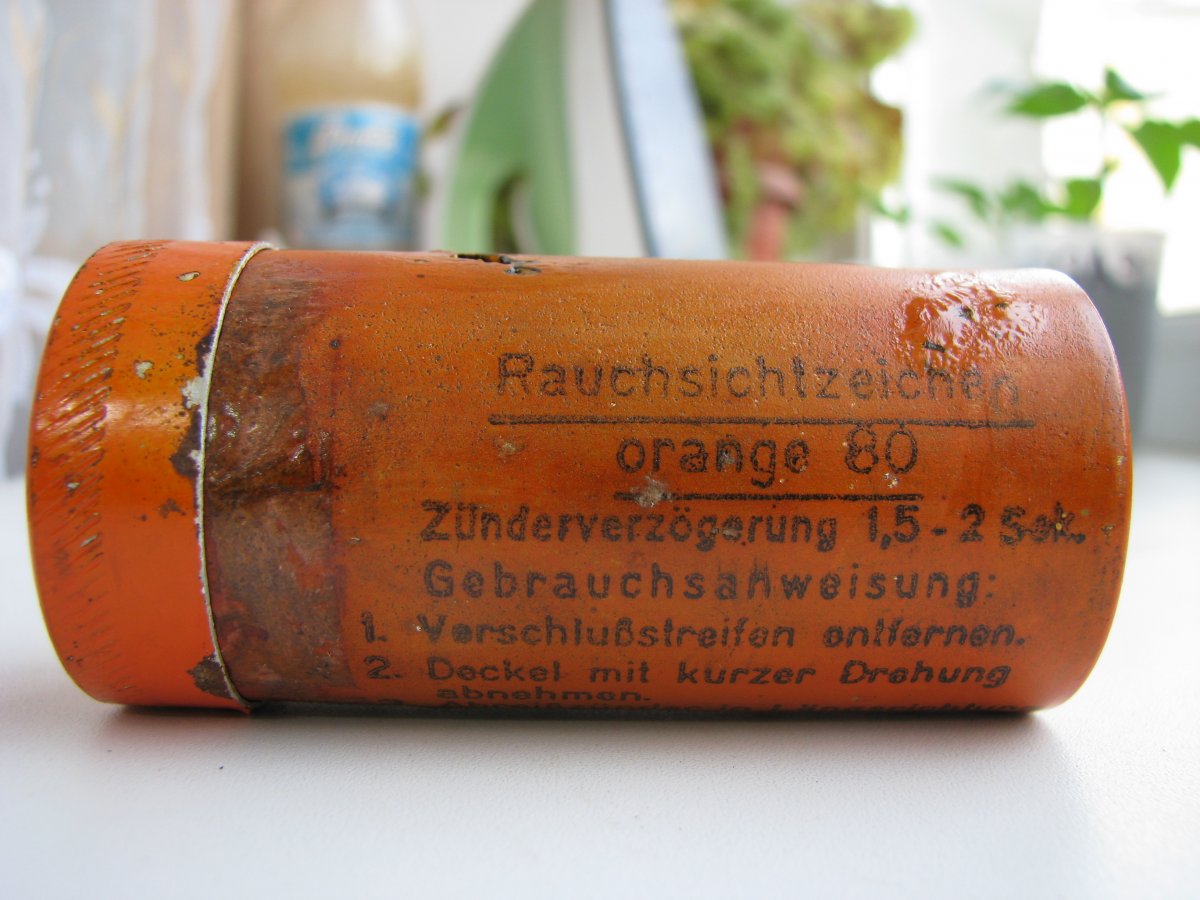 Rauchsichtzeichen
orange 80
Zünderverzögerung 1,5 - 2 Sek.
Gebrauchsanweisung:
1. Verschlußstreifen entfernen.
2. Deckel mit kurzer Drehung
abnehmen.